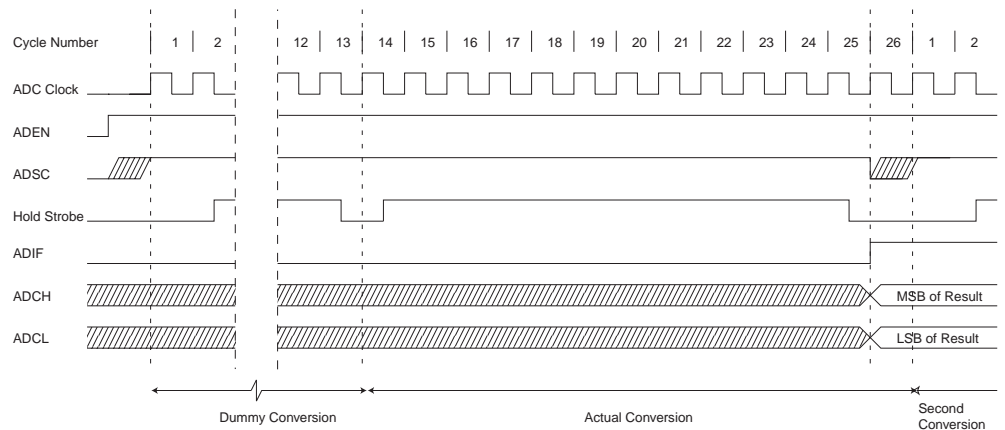 Cycle Number 1 2 12 13 14 15 16 17 18 19 20 21 22 23 24 25 26 1 2
ADC Clock
ADEN
ADSC
Hold Strobe
ADIF
ADCH MSB of Result
ADCL LSB of Result
Dummy Conversion Actual Conversion Second
Conversion